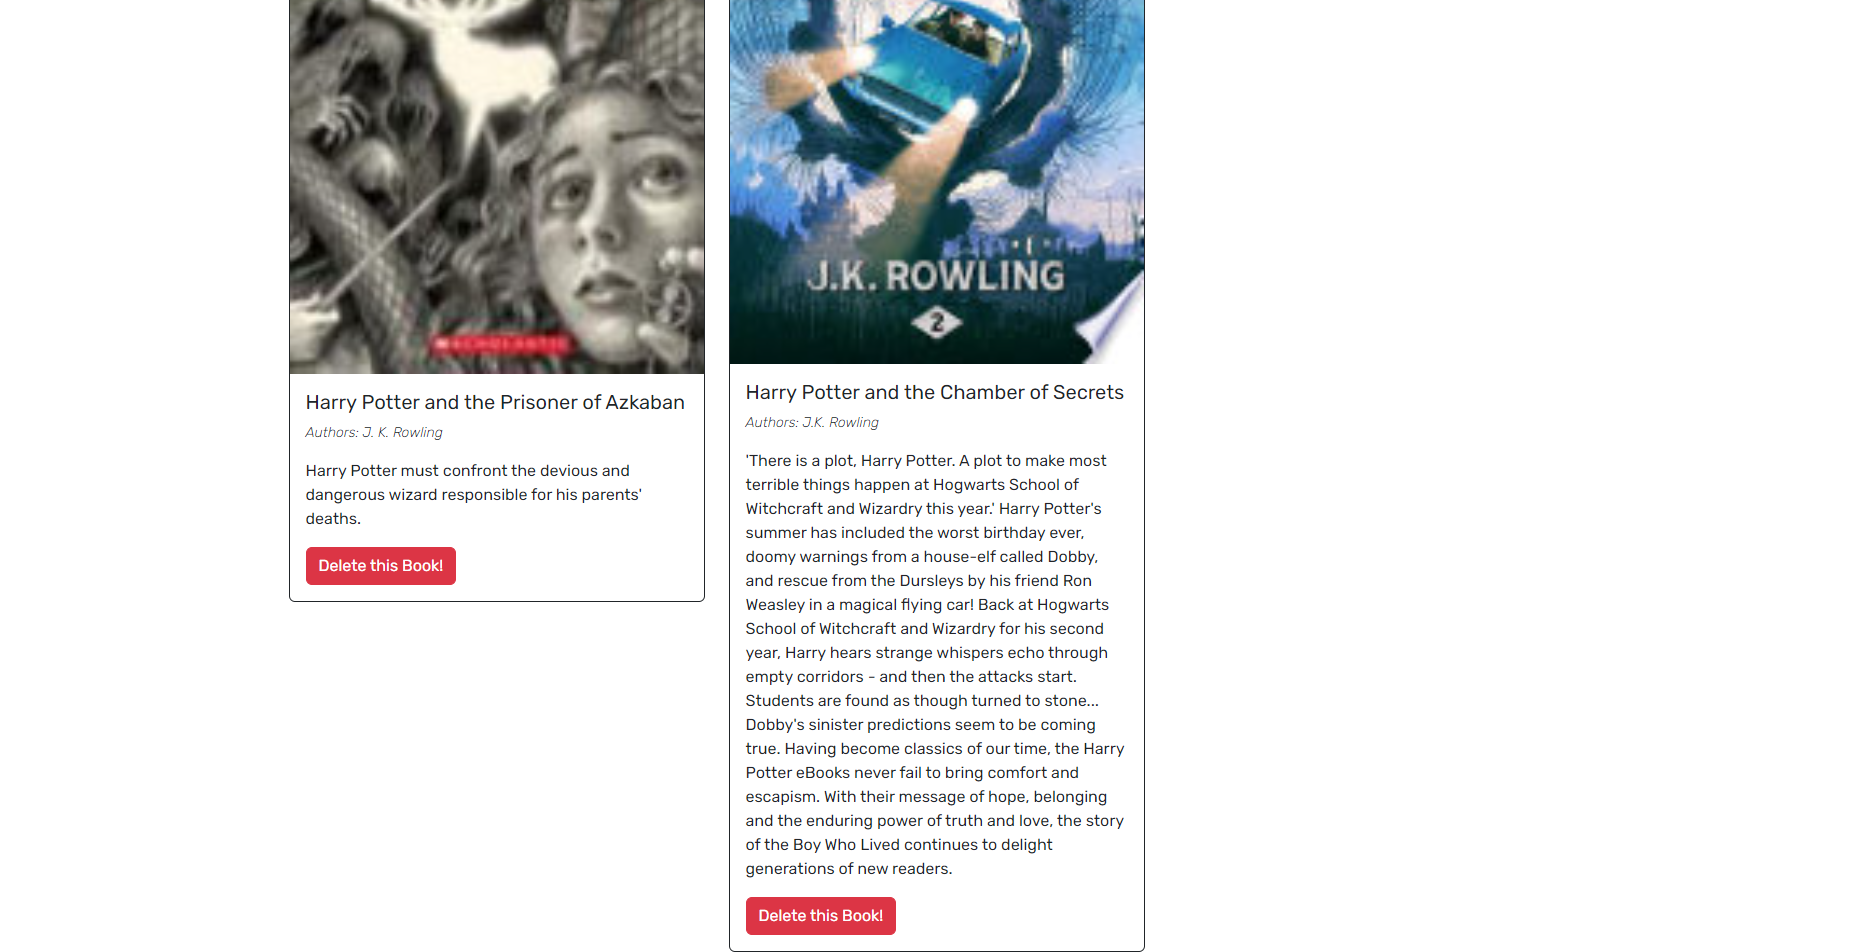 SCHOLASTIC
Harry Potter and the Prisoner of Azkaban
Authors: J. K. Rowling
Harry Potter must confront the devious and
dangerous wizard responsible for his parents'
deaths.
Delete this Book!
J.K. ROWLING
2
Harry Potter and the Chamber of Secrets
Authors: J.K. Rowling
'There is a plot, Harry Potter. A plot to make most
terrible things happen at Hogwarts School of
Witchcraft and Wizardry this year.' Harry Potter's
summer has included the worst birthday ever,
doomy warnings from a house-elf called Dobby,
and rescue from the Dursleys by his friend Ron
Weasley in a magical flying car! Back at Hogwarts
School of Witchcraft and Wizardry for his second
year, Harry hears strange whispers echo through
empty corridors - and then the attacks start.
Students are found as though turned to stone...
Dobby's sinister predictions seem to be coming
true. Having become classics of our time, the Harry
Potter eBooks never fail to bring comfort and
escapism. With their message of hope, belonging
and the enduring power of truth and love, the story
of the Boy Who Lived continues to delight
generations of new readers.
Delete this Book!